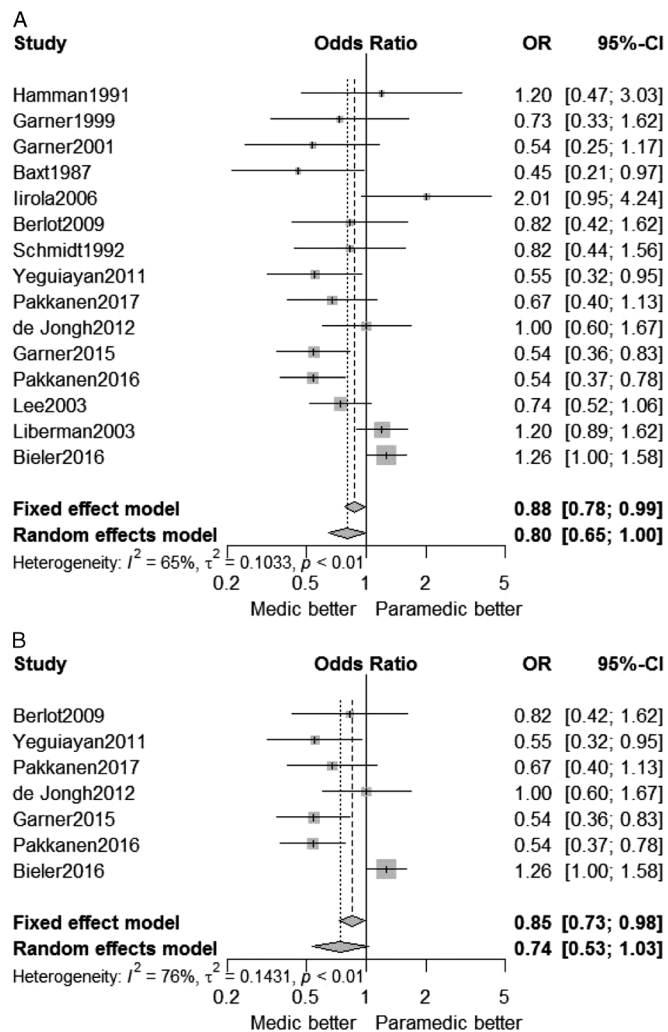 A
Study Odds Ratio OR 95%-CI
Hamman1991 1.20 [0.47; 3.03]
Garner1999 0.73 [0.33; 1.62]
Garner2001 0.54 [0.25; 1.17]
Baxt1987 0.45 [0.21; 0.97]
Iirola2006 2.01 [0.95; 4.24]
Berlot2009 0.82 [0.42; 1.62]
Schmidt1992 0.82 [0.44; 1.56]
Yeguiayan2011 0.55 [0.32; 0.95]
Pakkanen2017 0.67 [0.40; 1.13]
de Jongh2012 1.00 [0.60; 1.67]
Garner2015 0.54 [0.36; 0.83]
Pakkanen2016 0.54 [0.37; 0.78]
Lee2003 0.74 [0.52; 1.06]
Liberman2003 1.20 [0.89; 1.62]
Bieler2016 1.26 [1.00; 1.58]
Fixed effect model 0.88 [0.78; 0.99]
Random effects model 0.80 [0.65; 1.00]
Heterogeneity: I² = 65%, τ² = 0.1033, p < 0.01
0.2 0.5 1 2 5
Medic better Paramedic better
B
Study Odds Ratio OR 95%-CI
Berlot2009 0.82 [0.42; 1.62]
Yeguiayan2011 0.55 [0.32; 0.95]
Pakkanen2017 0.67 [0.40; 1.13]
de Jongh2012 1.00 [0.60; 1.67]
Garner2015 0.54 [0.36; 0.83]
Pakkanen2016 0.54 [0.37; 0.78]
Bieler2016 1.26 [1.00; 1.58]
Fixed effect model 0.85 [0.73; 0.98]
Random effects model 0.74 [0.53; 1.03]
Heterogeneity: I² = 76%, τ² = 0.1431, p < 0.01
0.2 0.5 1 2 5
Medic better Paramedic better